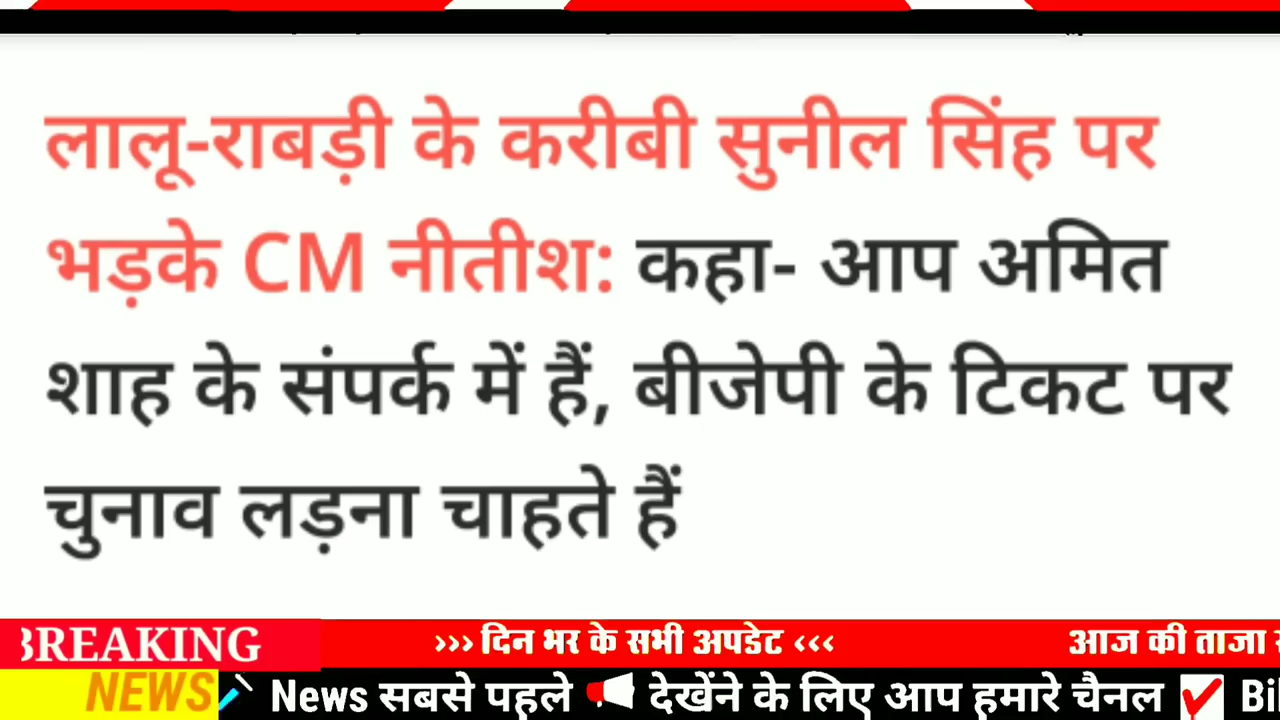 लालू-राबड़ी के करीबी सुनील सिंह पर
भड़के CM नीतीश: कहा- आप अमित
शाह के संपर्क में हैं, बीजेपी के टिकट पर
चुनाव लड़ना चाहते हैं
BREAKING
>>> दिन भर के सभी अपडेट <<<
आज की ताजा
NEWS
News सबसे पहले देखेंने के लिए आप हमारे चैनल